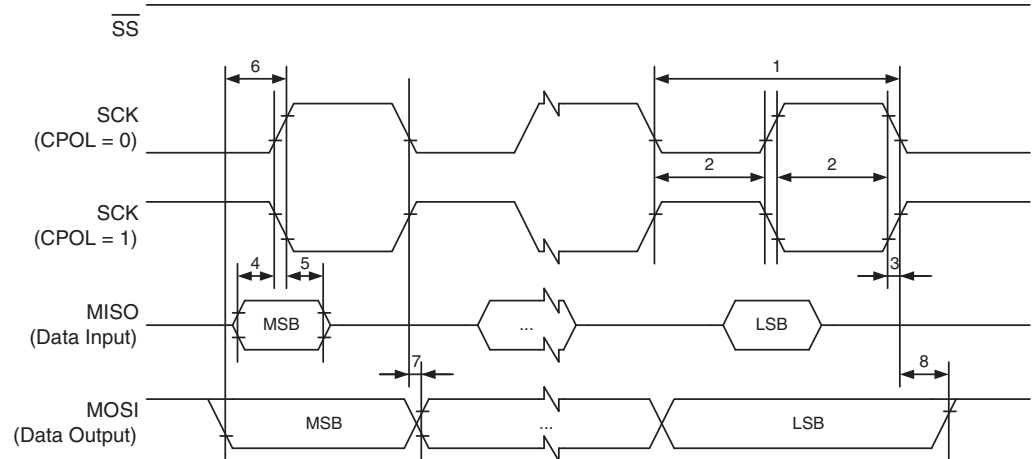 SS
6
1
SCK
(CPOL = 0)
2
2
SCK
(CPOL = 1)
4
5
3
MISO
(Data Input)
MSB
...
LSB
7
8
MOSI
(Data Output)
MSB
...
LSB